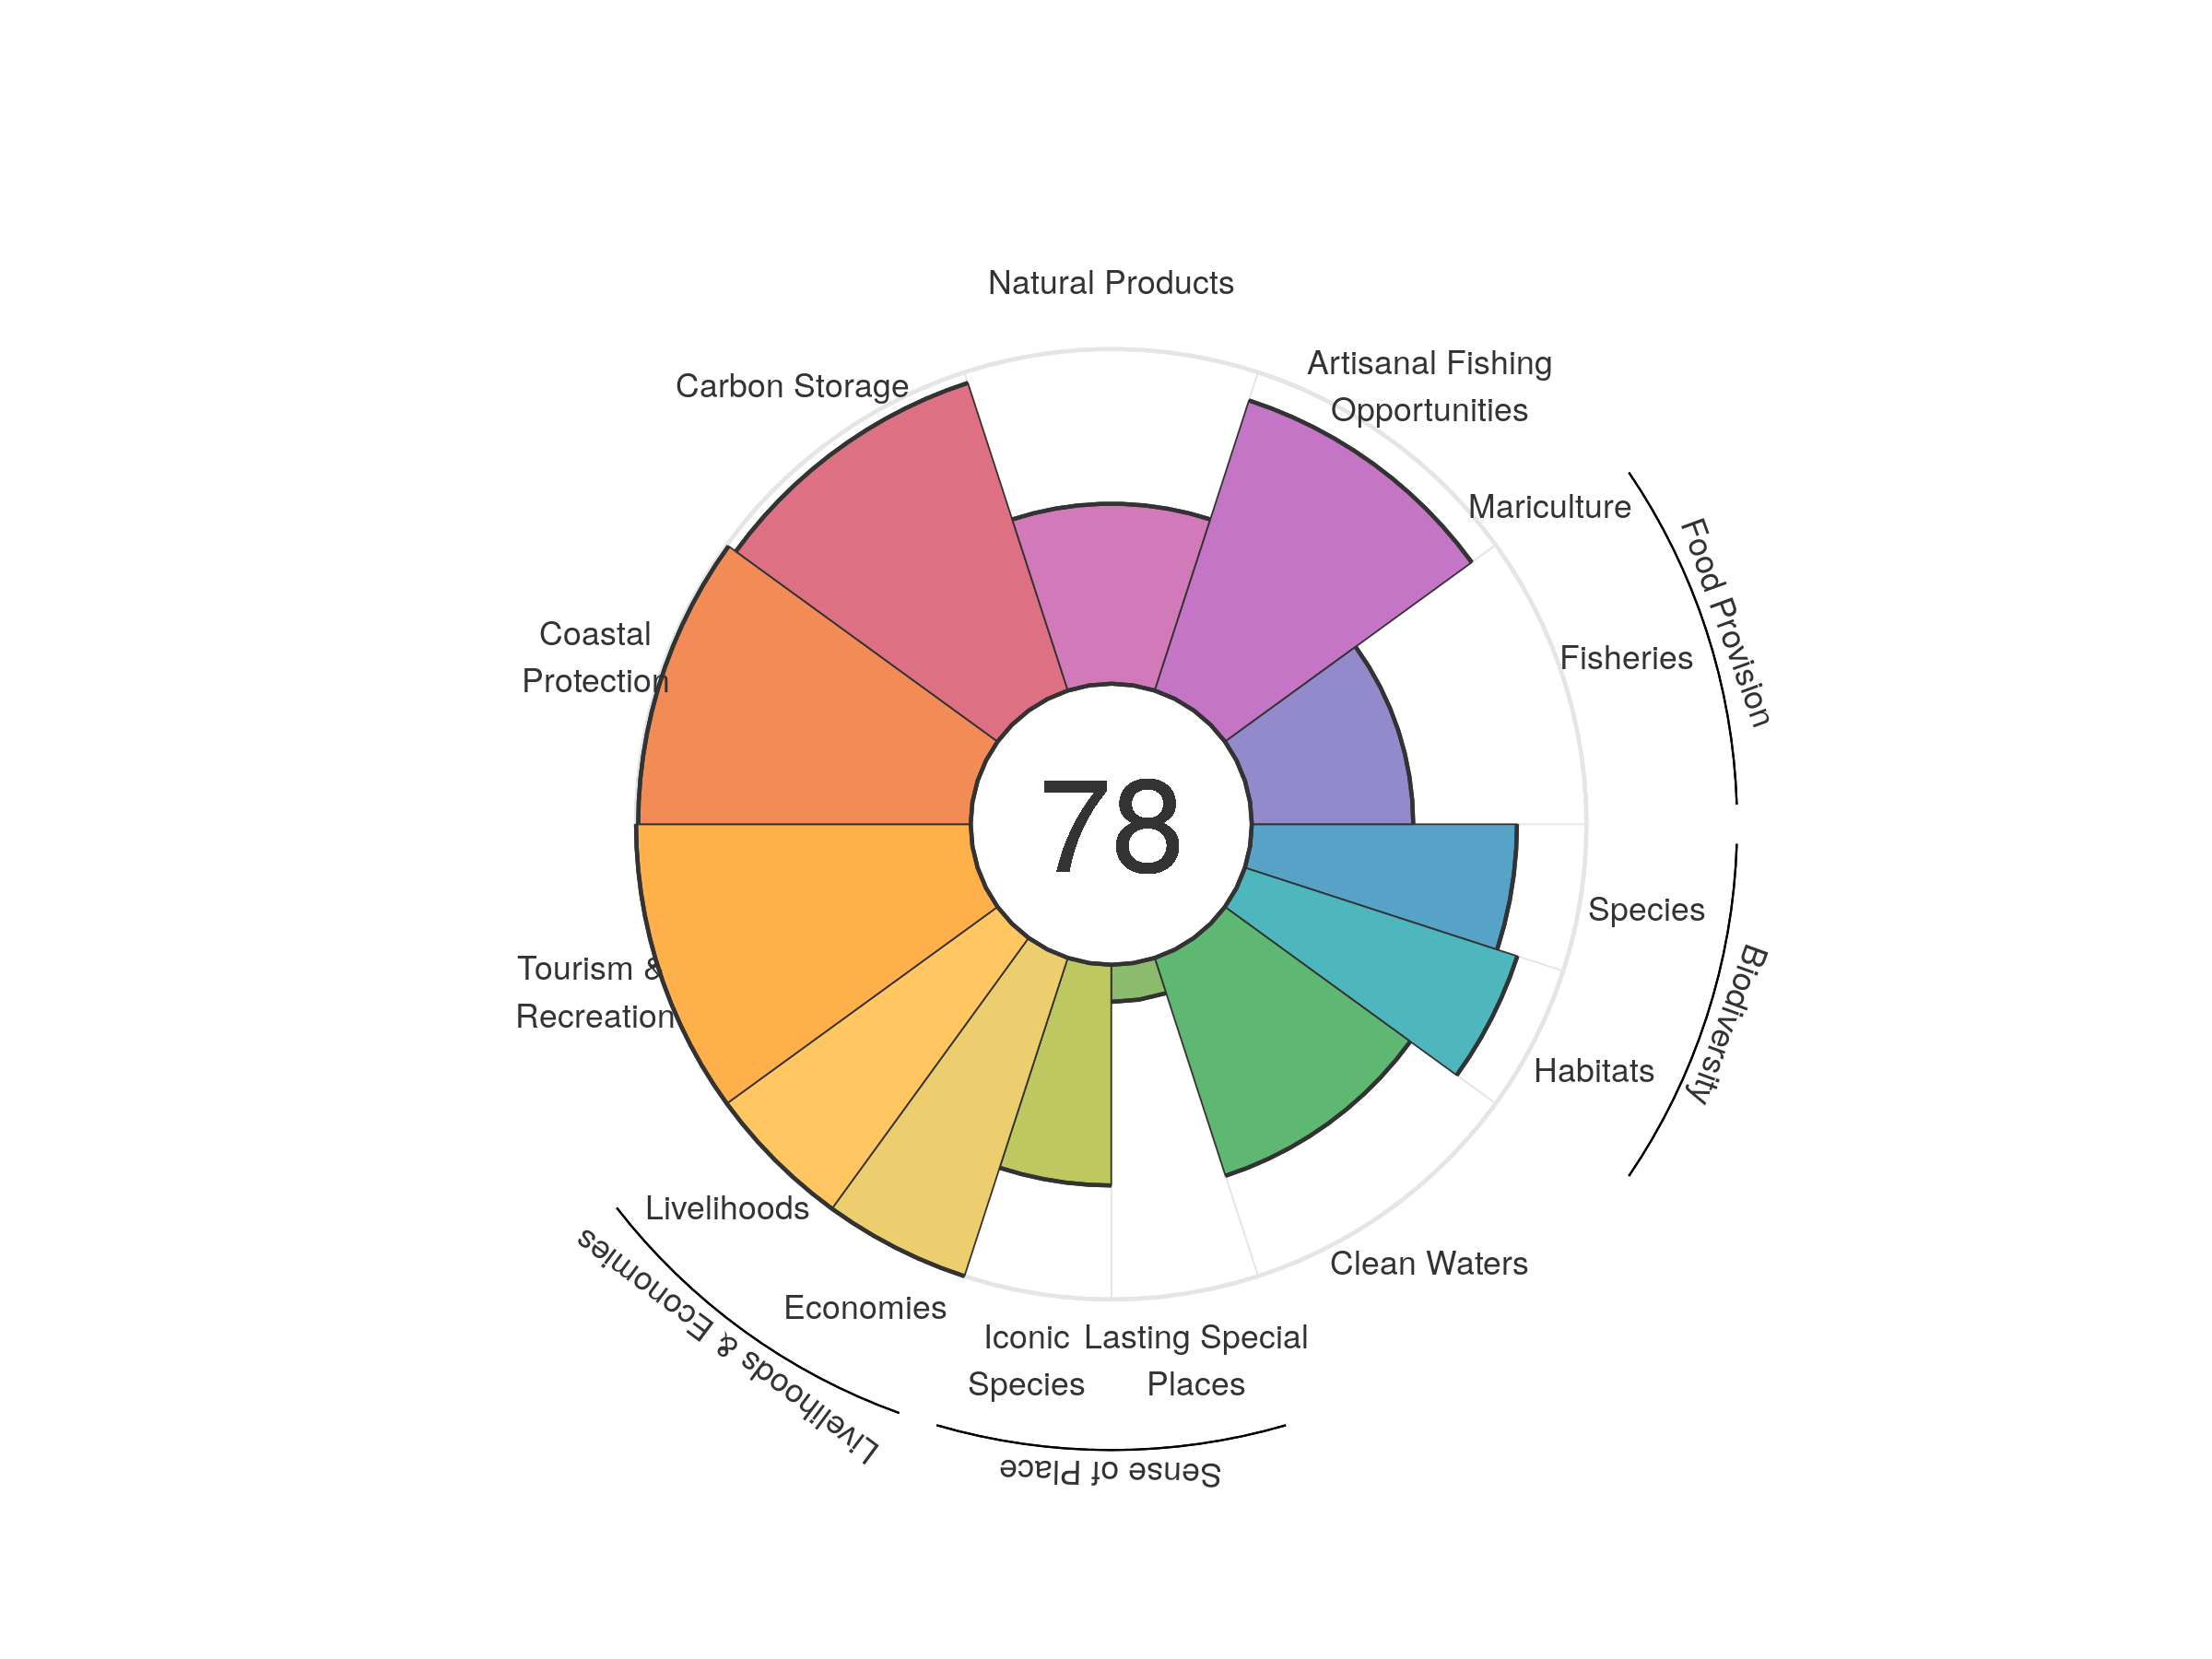 Natural Products
Artisanal Fishing
Opportunities
Carbon Storage
Mariculture
Food Provision
Fisheries
Coastal
Protection
78
Species
Biodiversity
Tourism &
Recreation
Habitats
Livelihoods
Livelihoods & Economies
Clean Waters
Economies
Iconic
Species
Lasting Special
Places
Sense of Place